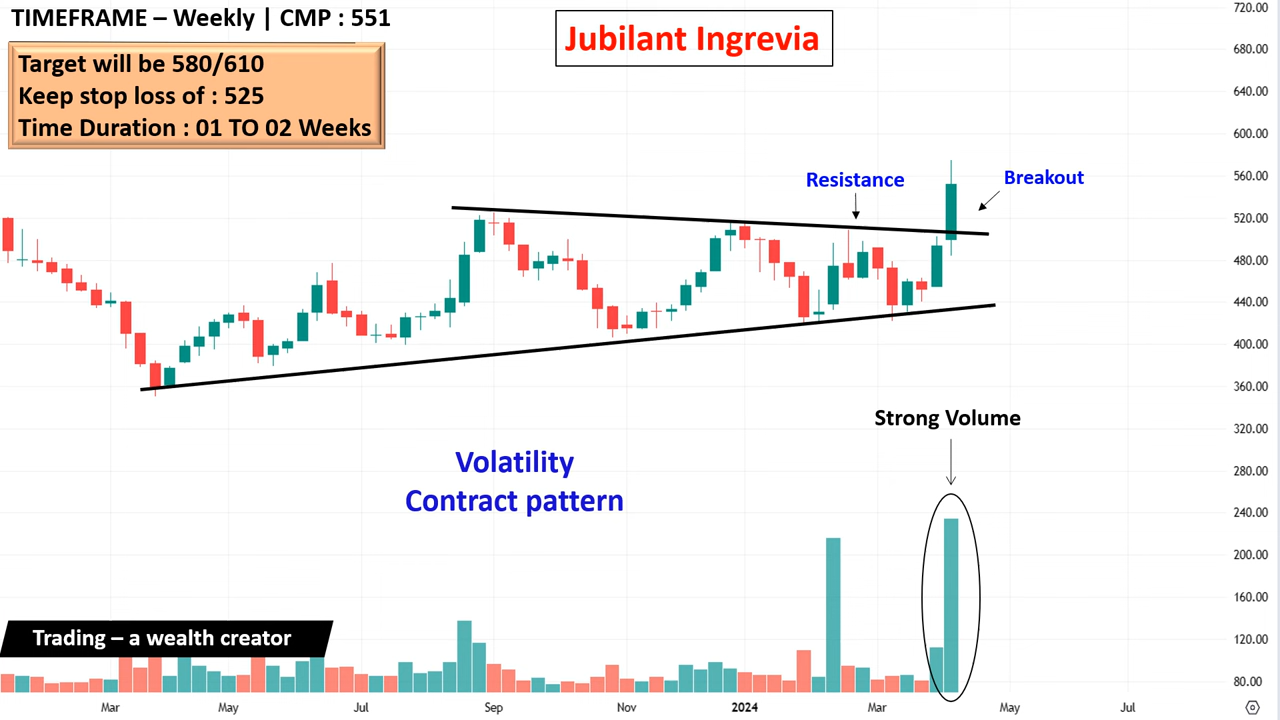 TIMEFRAME – Weekly | CMP : 551
Jubilant Ingrevia
Target will be 580/610
Keep stop loss of : 525
Time Duration : 01 TO 02 Weeks
Resistance
Breakout
Strong Volume
Volatility
Contract pattern
Trading – a wealth creator
720.00
680.00
640.00
600.00
560.00
520.00
480.00
440.00
400.00
360.00
320.00
280.00
240.00
200.00
160.00
120.00
80.00
Mar May Jul Sep Nov 2024 Mar May Jul